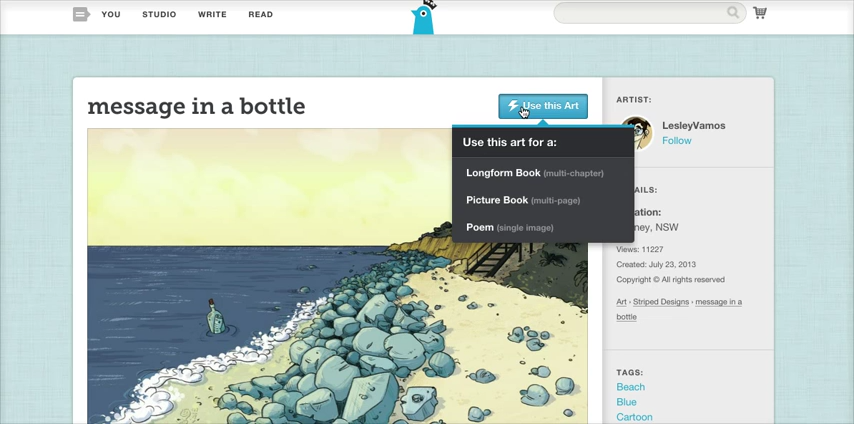 YOU STUDIO WRITE READ
message in a bottle
Use this Art
Use this art for a:
Longform Book (multi-chapter)
Picture Book (multi-page)
Poem (single image)
ARTIST:
LesleyVamos
Follow
AILS:
ation:
ney, NSW
Views: 11227
Created: July 23, 2013
Copyright © All rights reserved
Art › Striped Designs › message in a
bottle
TAGS:
Beach
Blue
Cartoon